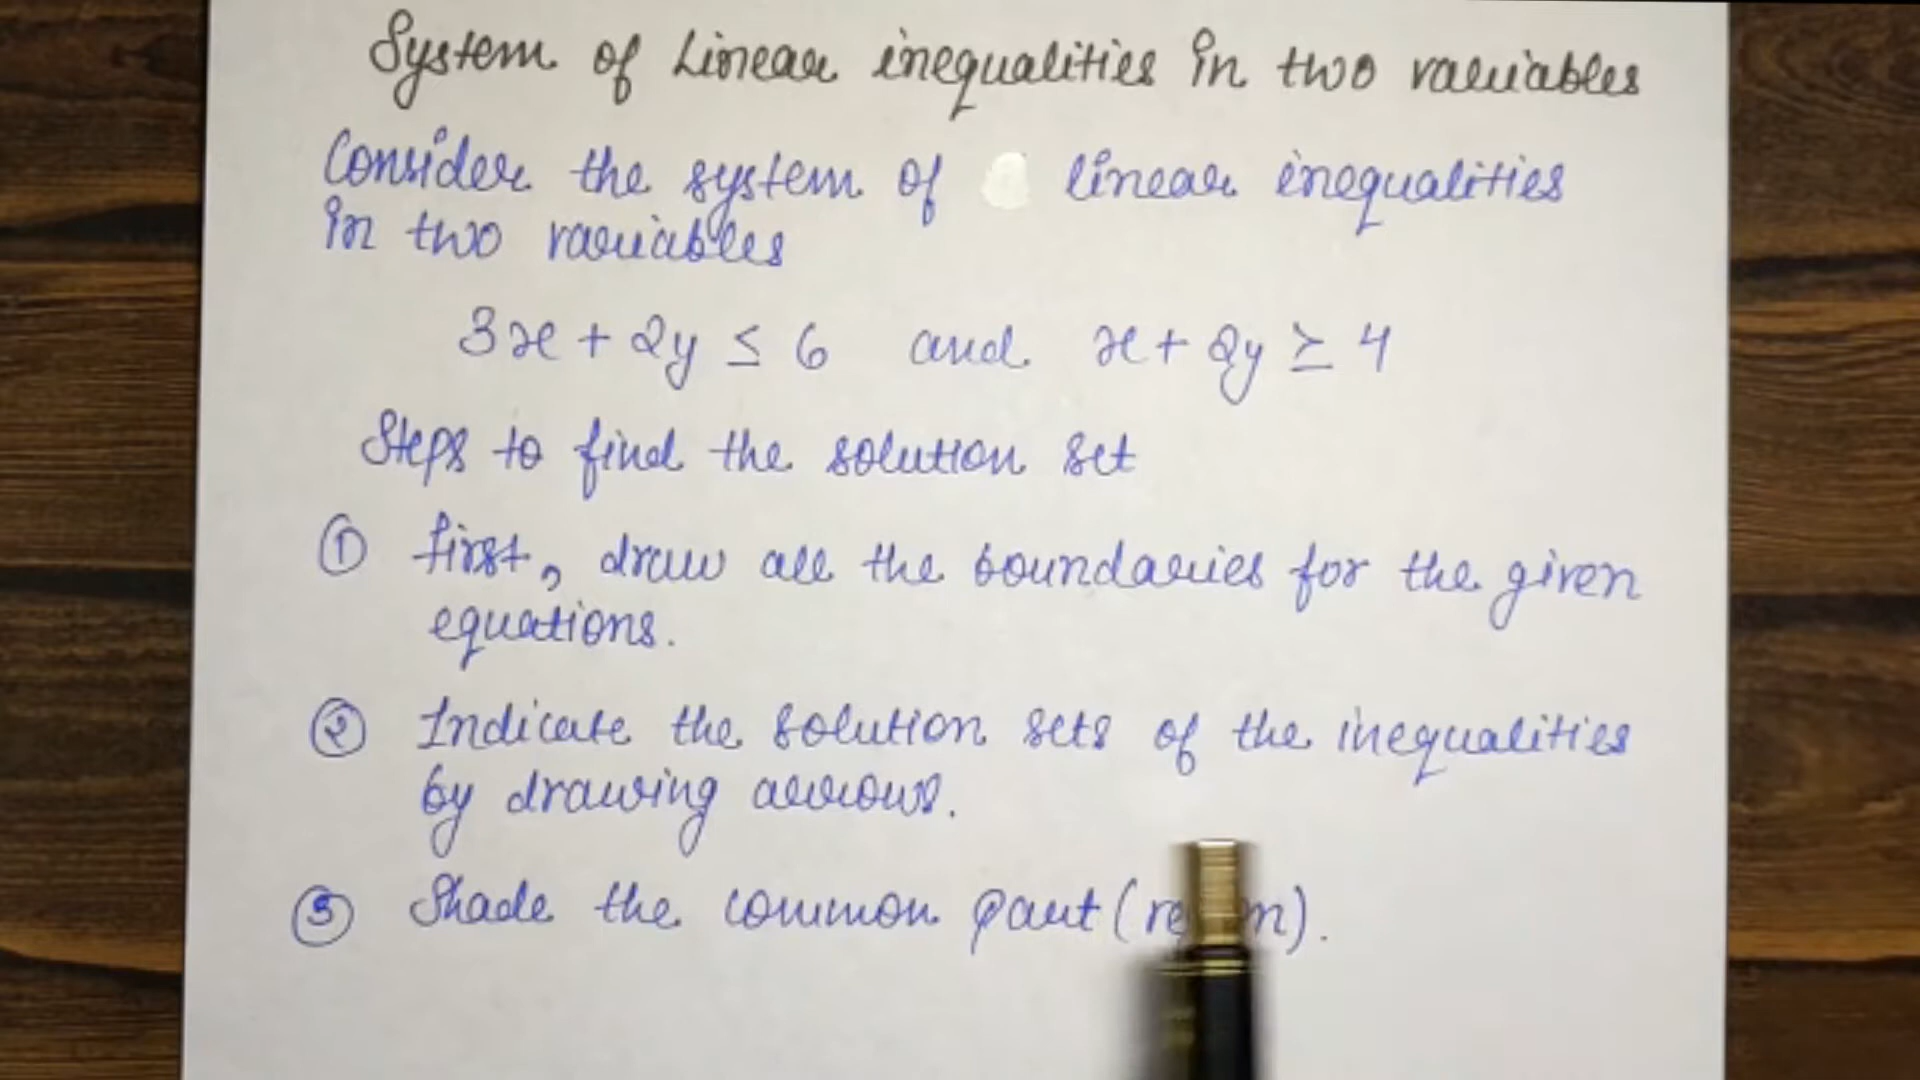 System of Linear inequalities in two variables
Consider the system of linear inequalities
in two variables
3x + 2y ≤ 6 and x + 2y ≥ 4
Steps to find the solution set
① first, draw all the boundaries for the given
equations.
② Indicate the solution sets of the inequalities
by drawing arrows.
③ Shade the common part